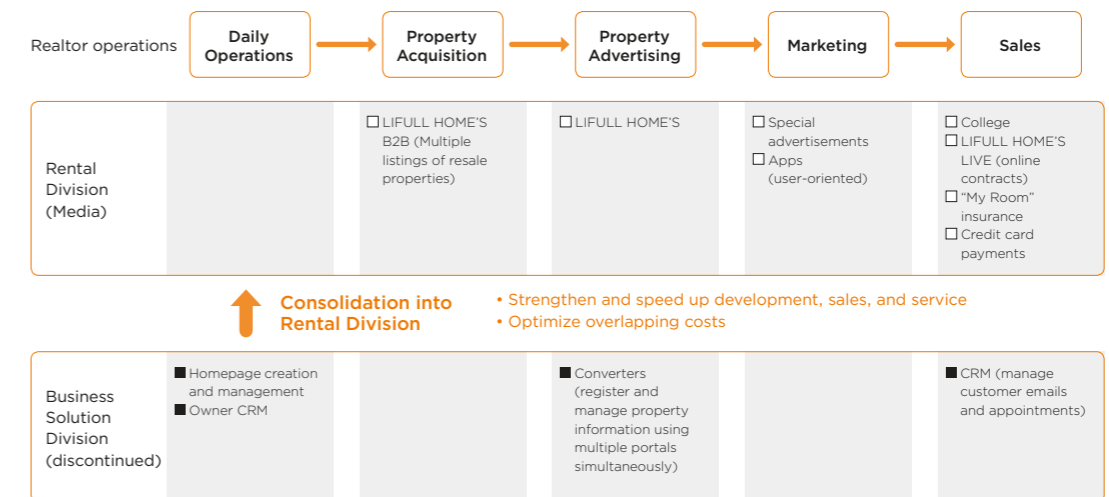 Realtor operations
Daily
Operations
Property
Acquisition
Property
Advertising
Marketing
Sales
Rental
Division
(Media)
LIFULL HOME'S
B2B (Multiple
listings of resale
properties)
LIFULL HOME'S
Special
advertisements
Apps
(user-oriented)
College
LIFULL HOME'S
LIVE (online
contracts)
“My Room”
insurance
Credit card
payments
Consolidation into
Rental Division
• Strengthen and speed up development, sales, and service
• Optimize overlapping costs
Business
Solution
Division
(discontinued)
Homepage creation
and management
Owner CRM
Converters
(register and
manage property
information using
multiple portals
simultaneously)
CRM (manage
customer emails
and appointments)